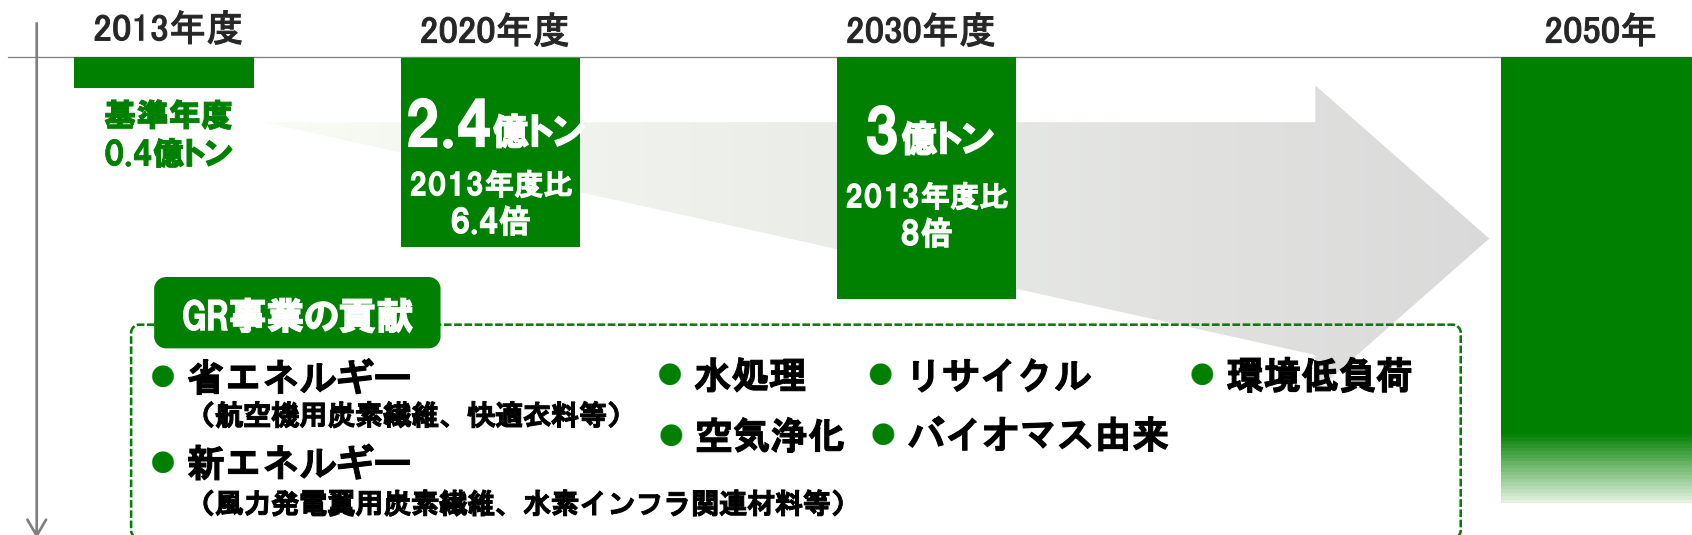 2013年度
2020年度
2030年度
2050年
基準年度
0.4億トン
2.4億トン
2013年度比
6.4倍
3億トン
2013年度比
8倍
GR事業の貢献
● 省エネルギー
（航空機用炭素繊維、快適衣料等）
● 新エネルギー
（風力発電翼用炭素繊維、水素インフラ関連材料等）
● 水処理
● 空気浄化
● リサイクル
● バイオマス由来
● 環境低負荷